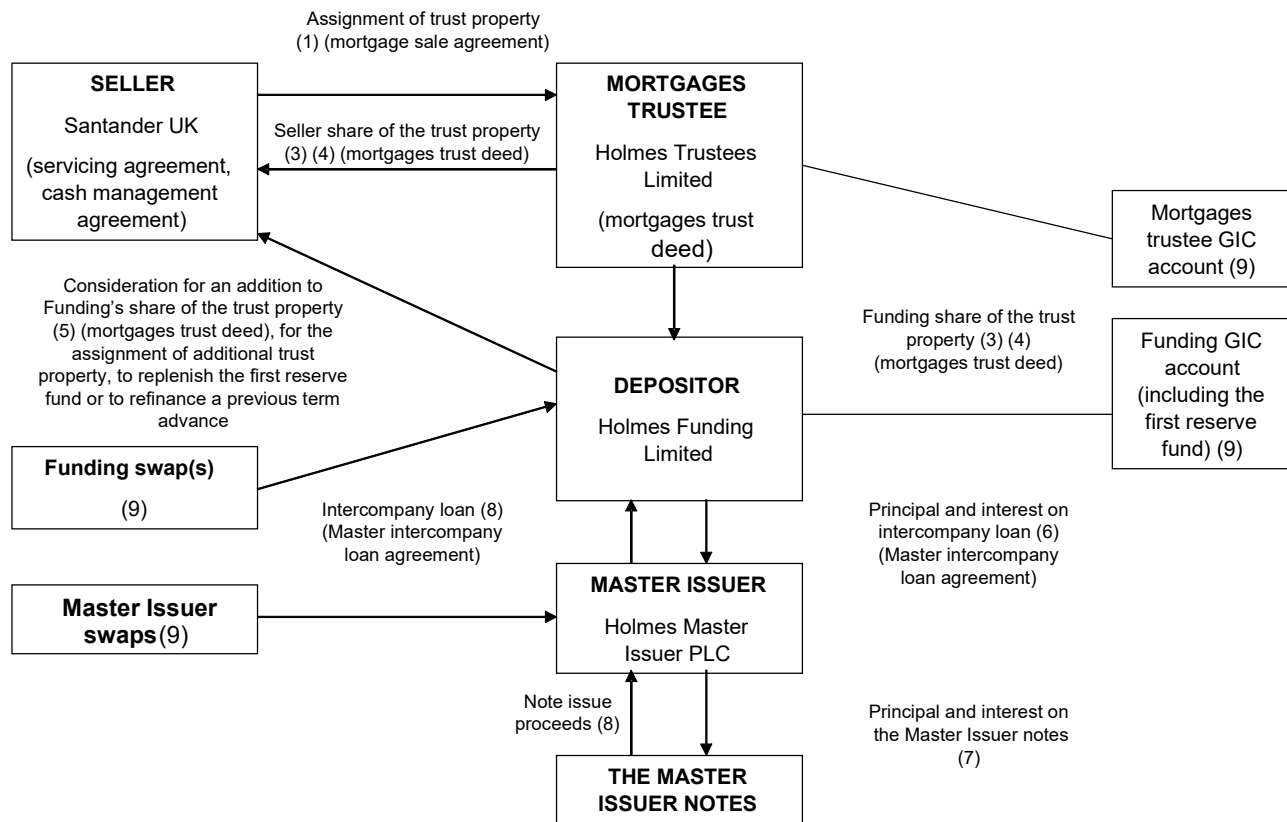 Assignment of trust property
(1) (mortgage sale agreement)
SELLER
Santander UK
(servicing agreement,
cash management
agreement)
MORTGAGES
TRUSTEE
Holmes Trustees
Limited
(mortgages trust
deed)
Seller share of the trust property
(3) (4) (mortgages trust deed)
Mortgages
trustee GIC
account (9)
Consideration for an addition to
Funding’s share of the trust property
(5) (mortgages trust deed), for the
assignment of additional trust
property, to replenish the first reserve
fund or to refinance a previous term
advance
Funding share of the trust
property (3) (4)
(mortgages trust deed)
Funding GIC
account
(including the
first reserve
fund) (9)
DEPOSITOR
Holmes Funding
Limited
Funding swap(s)
(9)
Intercompany loan (8)
(Master intercompany
loan agreement)
Principal and interest on
intercompany loan (6)
(Master intercompany
loan agreement)
Master Issuer
swaps(9)
MASTER ISSUER
Holmes Master
Issuer PLC
Note issue
proceeds (8)
Principal and interest on
the Master Issuer notes
(7)
THE MASTER
ISSUER NOTES